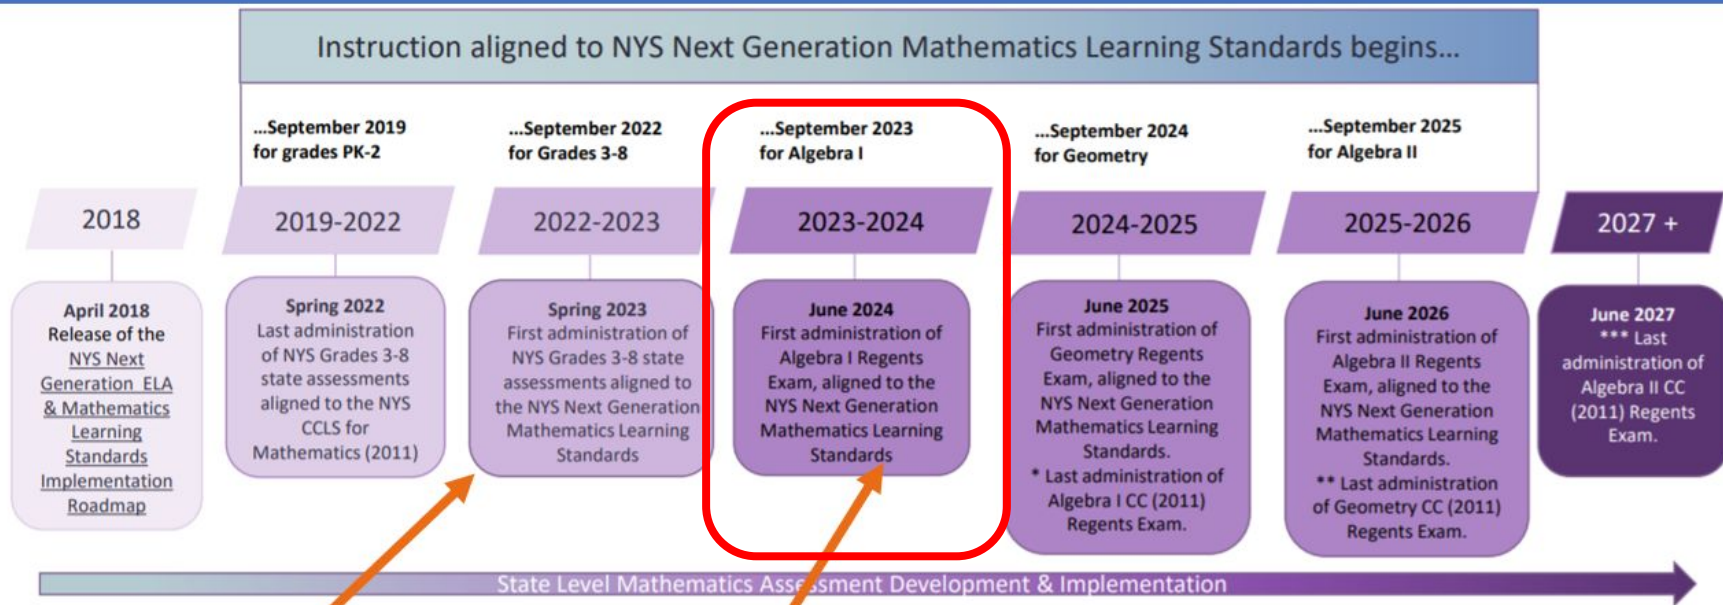 Instruction aligned to NYS Next Generation Mathematics Learning Standards begins...
...September 2019
for grades PK-2
...September 2022
for Grades 3-8
...September 2023
for Algebra I
...September 2024
for Geometry
...September 2025
for Algebra II
2018
2019-2022
2022-2023
2023-2024
2024-2025
2025-2026
2027 +
April 2018
Release of the
NYS Next
Generation ELA
& Mathematics
Learning
Standards
Implementation
Roadmap
Spring 2022
Last administration
of NYS Grades 3-8
state assessments
aligned to the NYS
CCLS for
Mathematics (2011)
Spring 2023
First administration of
NYS Grades 3-8 state
assessments aligned to
the NYS Next Generation
Mathematics Learning
Standards
June 2024
First administration of
Algebra I Regents
Exam, aligned to the
NYS Next Generation
Mathematics Learning
Standards
June 2025
First administration of
Geometry Regents
Exam, aligned to the
NYS Next Generation
Mathematics Learning
Standards.
* Last administration of
Algebra I CC (2011)
Regents Exam.
June 2026
First administration of
Algebra II Regents
Exam, aligned to the
NYS Next Generation
Mathematics Learning
Standards.
** Last administration
of Geometry CC (2011)
Regents Exam.
June 2027
*** Last
administration of
Algebra II CC
(2011) Regents
Exam.
State Level Mathematics Assessment Development & Implementation